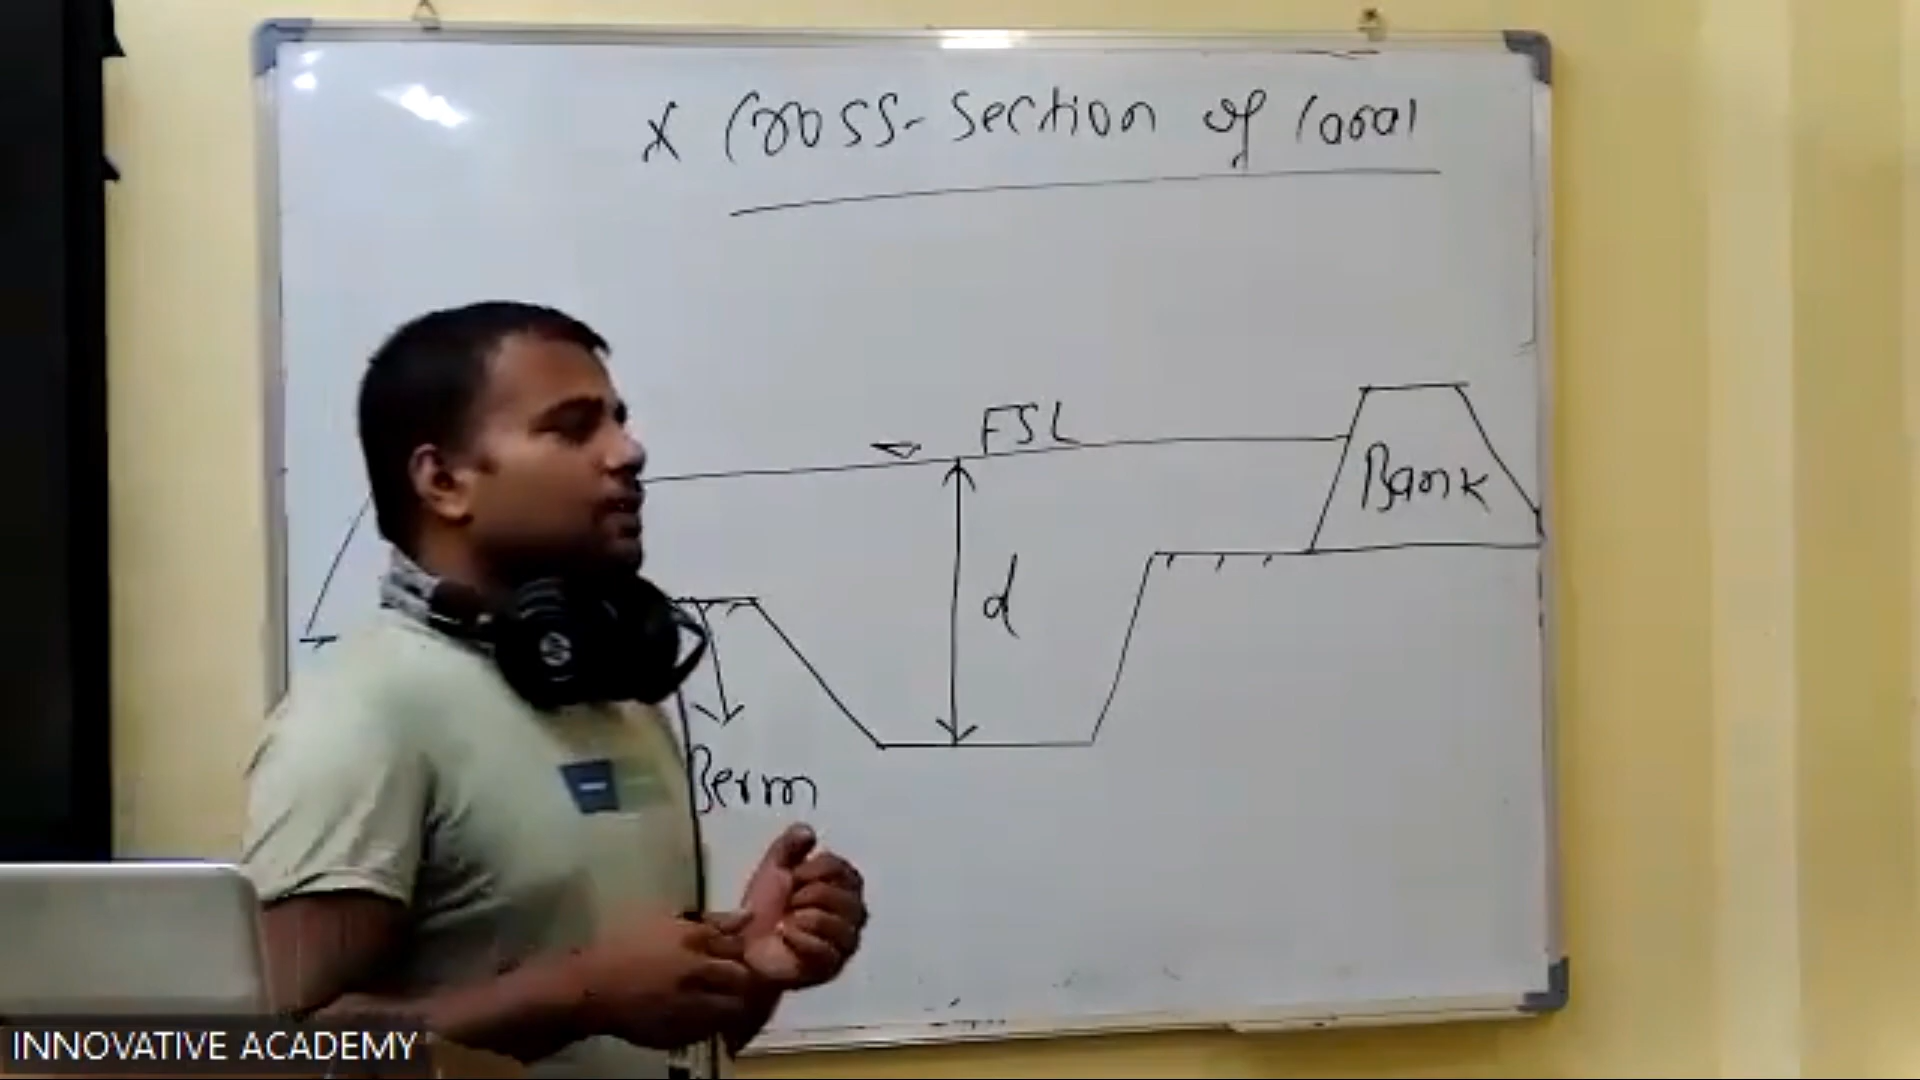 x Cross-section of Canal
FSL
Bank
d
Berm
INNOVATIVE ACADEMY